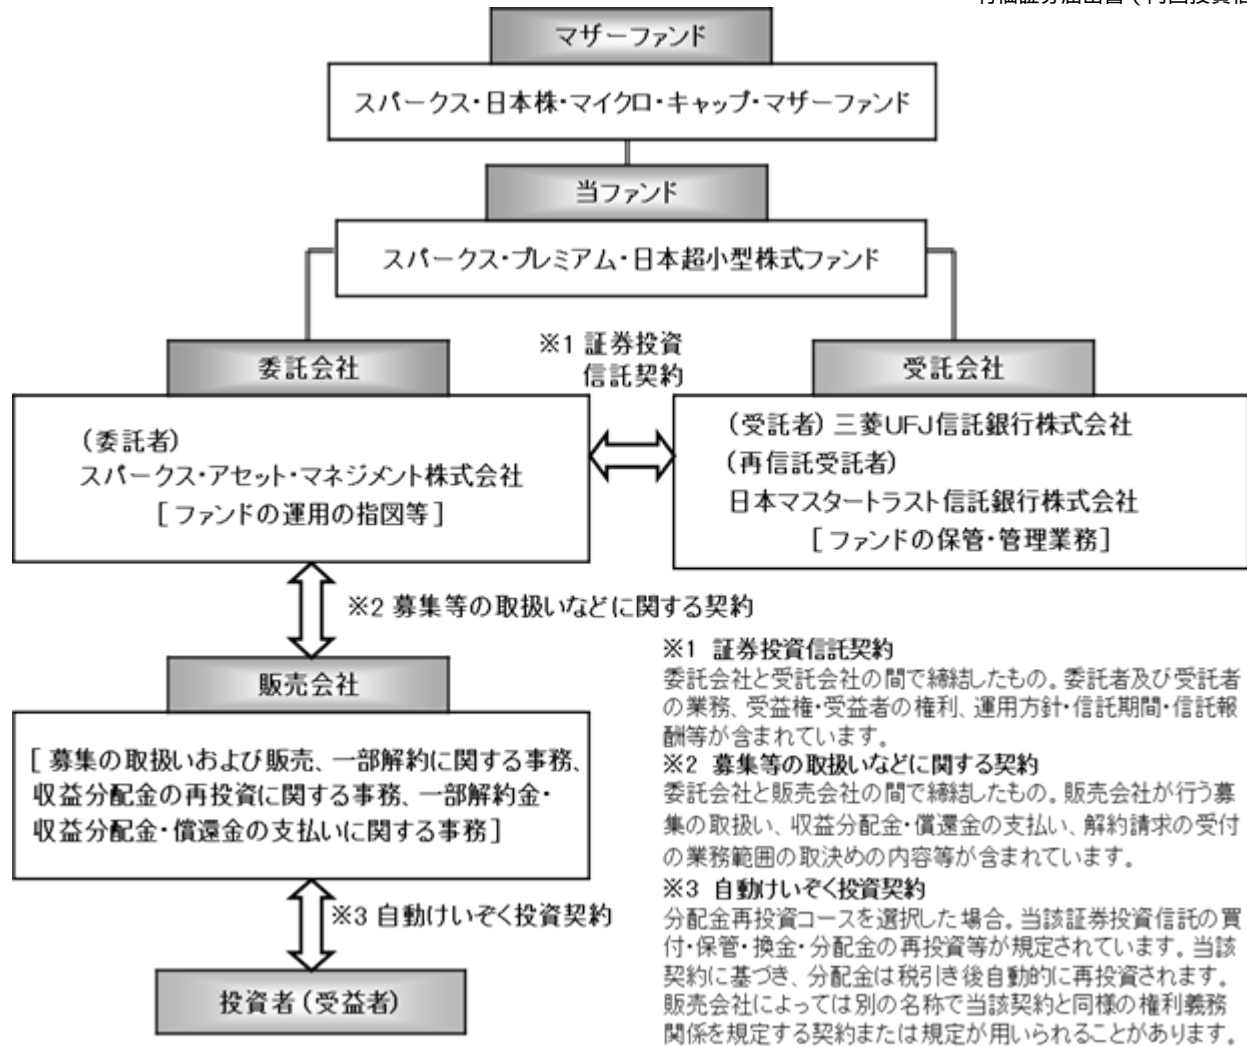 マザーファンド
スパークス・日本株・マイクロ・キャップ・マザーファンド
当ファンド
スパークス・プレミアム・日本超小型株式ファンド
※1 証券投資
信託契約
委託会社
(委託者)
スパークス・アセット・マネジメント株式会社
[ファンドの運用の指図等]
受託会社
(受託者) 三菱UFJ信託銀行株式会社
(再信託受託者)
日本マスタートラスト信託銀行株式会社
[ファンドの保管・管理業務]
※2 募集等の取扱いなどに関する契約
販売会社
[募集の取扱いおよび販売、一部解約に関する事務、
収益分配金の再投資に関する事務、一部解約金・
収益分配金・償還金の支払いに関する事務]
※3 自動けいぞく投資契約
投資者(受益者)
※1 証券投資信託契約
委託会社と受託会社の間で締結したもの。委託者及び受託者
の業務、受益権・受益者の権利、運用方針・信託期間・信託報
酬等が含まれています。
※2 募集等の取扱いなどに関する契約
委託会社と販売会社の間で締結したもの。販売会社が行う募
集の取扱い、収益分配金・償還金の支払い、解約請求の受付
の業務範囲の取決めの内容等が含まれています。
※3 自動けいぞく投資契約
分配金再投資コースを選択した場合。当該証券投資信託の買
付・保管・換金・分配金の再投資等が規定されています。当該
契約に基づき、分配金は税引き後自動的に再投資されます。
販売会社によっては別の名称で当該契約と同様の権利義務
関係を規定する契約または規定が用いられることがあります。